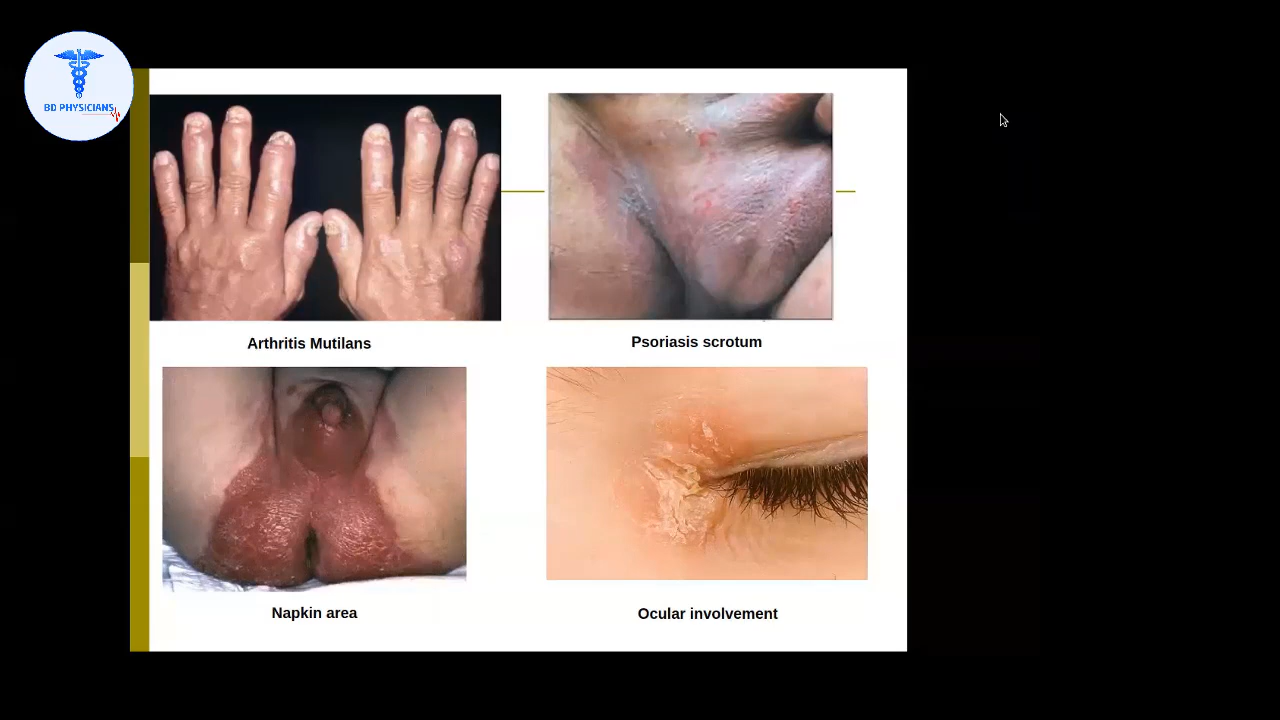 BD PHYSICIANS
Arthritis Mutilans
Psoriasis scrotum
Napkin area
Ocular involvement